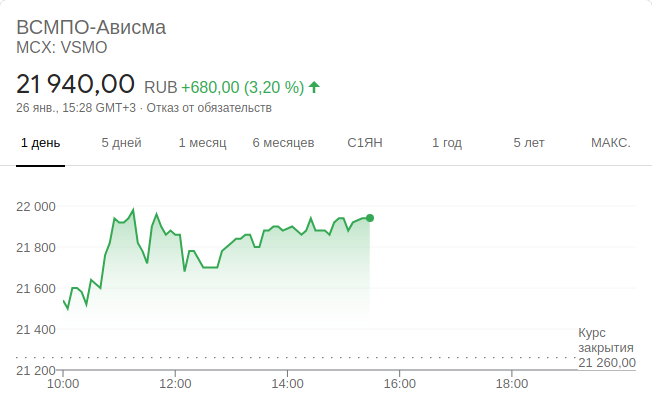 ВСМПО-Ависма
MCX: VSMO
21 940,00 RUB +680,00 (3,20 %)
26 янв., 15:28 GMT+3 · Отказ от обязательств
1 день 5 дней 1 месяц 6 месяцев С1ЯН 1 год 5 лет МАКС.
22 000
21 800
21 600
21 400
Курс
закрытия
21 260,00
21 200
10:00 12:00 14:00 16:00 18:00